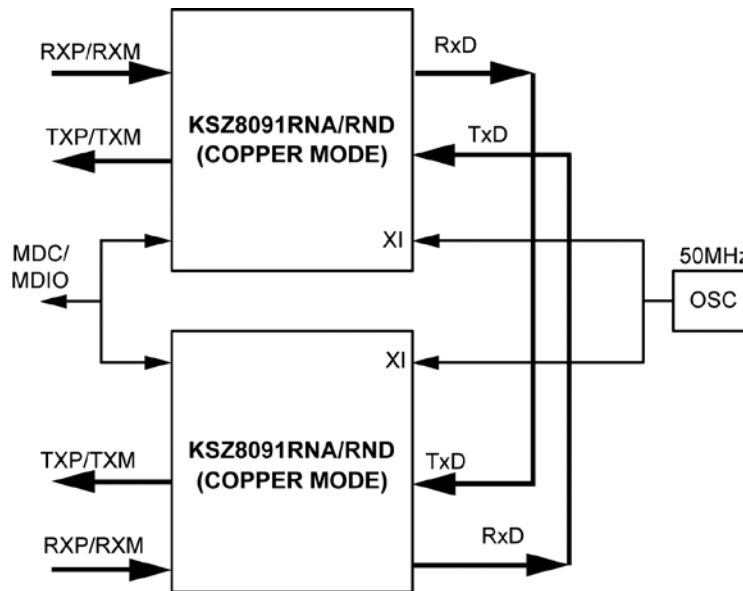 RXP/RXM
RxD
KSZ8091RNA/RND
(COPPER MODE)
TXP/TXM
TxD
XI
MDC/
MDIO
50MHz
OSC
XI
KSZ8091RNA/RND
(COPPER MODE)
TXP/TXM
TxD
RXP/RXM
RxD